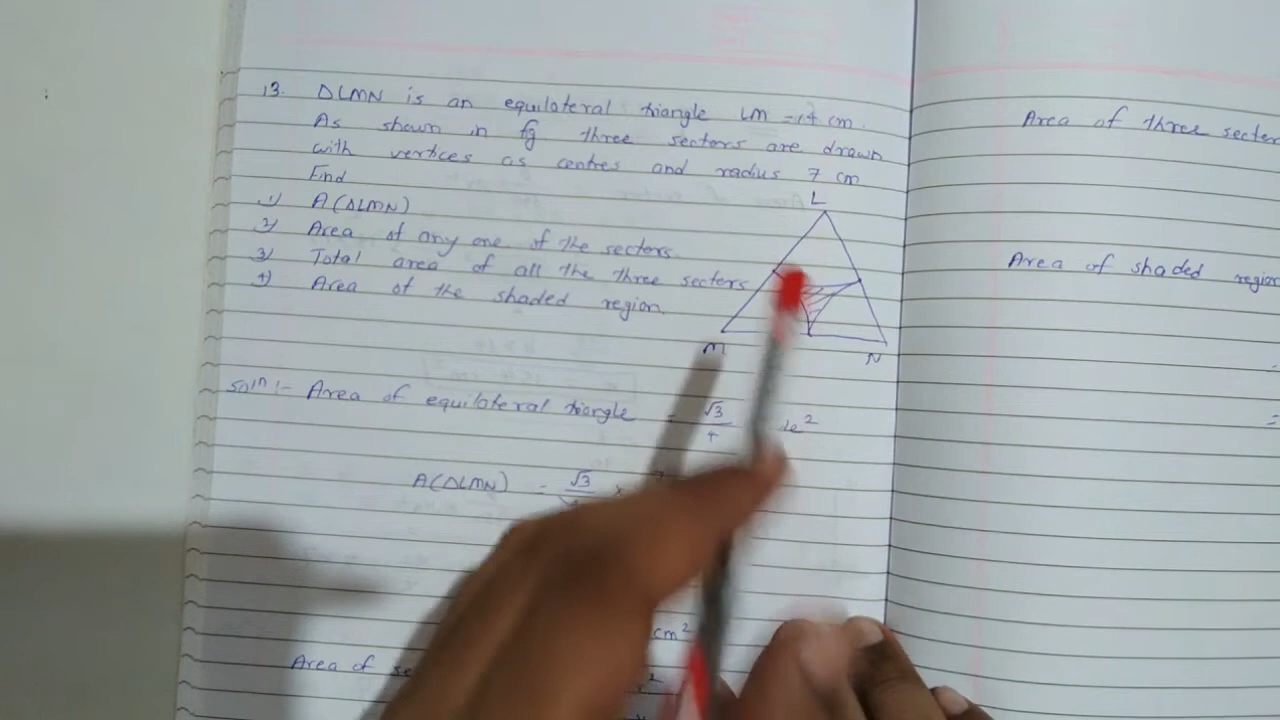 13. ΔLMN is an equilateral triangle LM = 14 cm.
As shown in fg three sectors are drawn
with vertices as centres and radius 7 cm
Find
1) A(ΔLMN)
2) Area of any one of the sectors.
3) Total area of all the three sectors
4) Area of the shaded region.
L
M
N
Soln:- Area of equilateral triangle = √3/4
A(ΔLMN) = √3/4 ×
cm²
Area of
Area of three
Area of shaded region
=